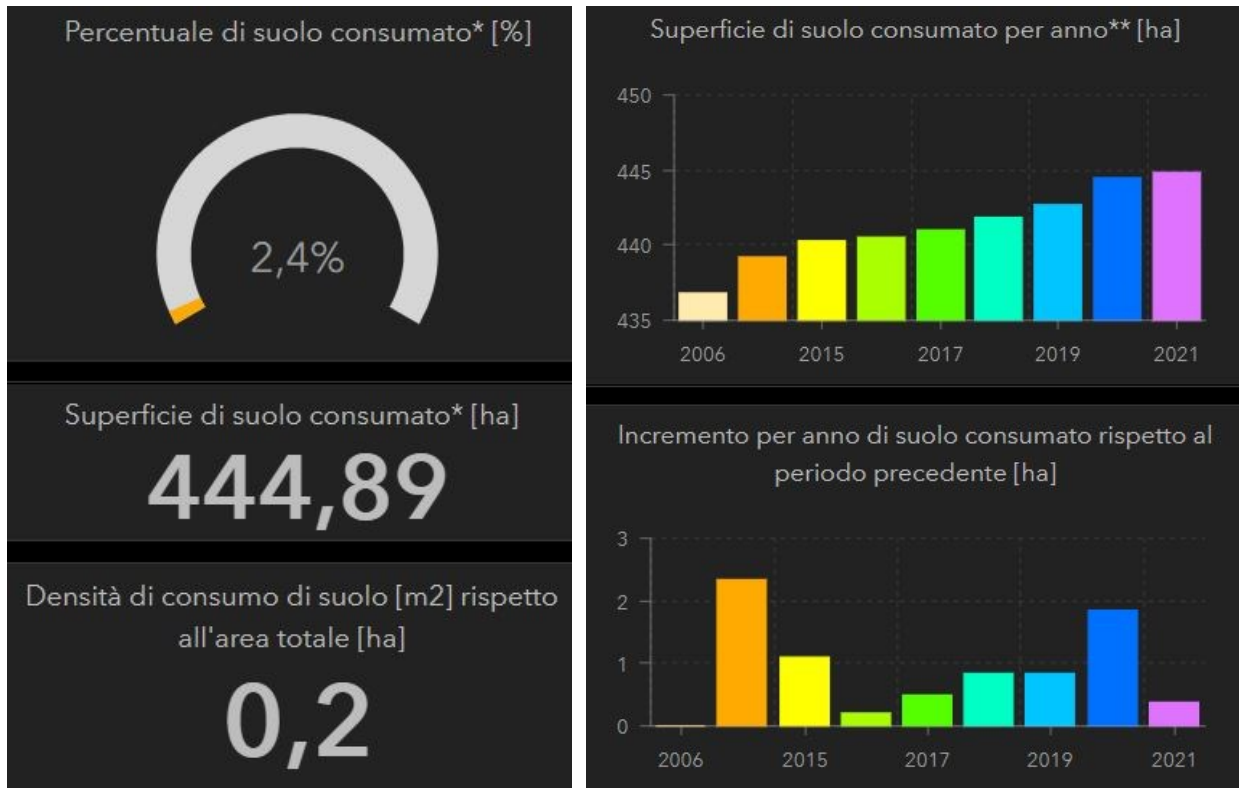 Percentuale di suolo consumato* [%]
2,4%
Superficie di suolo consumato* [ha]
444,89
Densità di consumo di suolo [m2] rispetto
all'area totale [ha]
0,2
Superficie di suolo consumato per anno** [ha]
450
445
440
435
2006 2015 2017 2019 2021
Incremento per anno di suolo consumato rispetto al
periodo precedente [ha]
3
2
1
0
2006 2015 2017 2019 2021